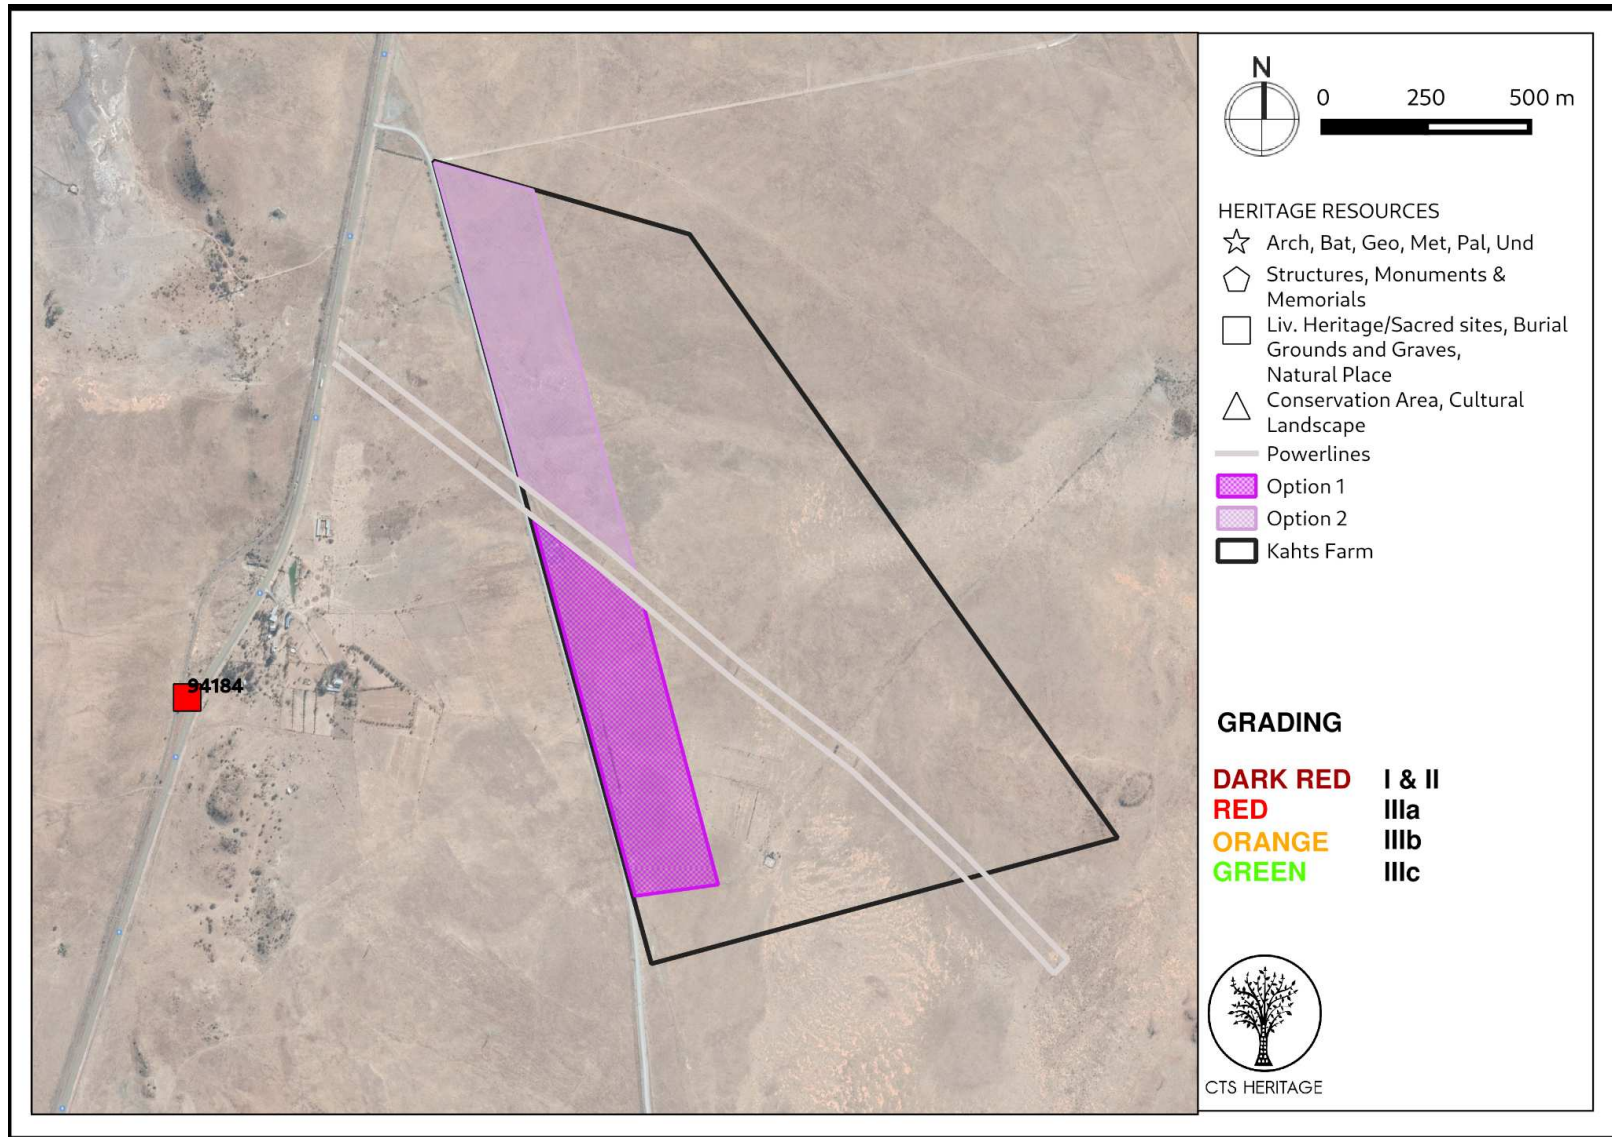 N
0 250 500 m
HERITAGE RESOURCES
Arch, Bat, Geo, Met, Pal, Und
Structures, Monuments &
Memorials
Liv. Heritage/Sacred sites, Burial
Grounds and Graves,
Natural Place
Conservation Area, Cultural
Landscape
Powerlines
Option 1
Option 2
Kahts Farm
94184
GRADING
DARK RED I & II
RED IIIa
ORANGE IIIb
GREEN IIIc
CTS HERITAGE